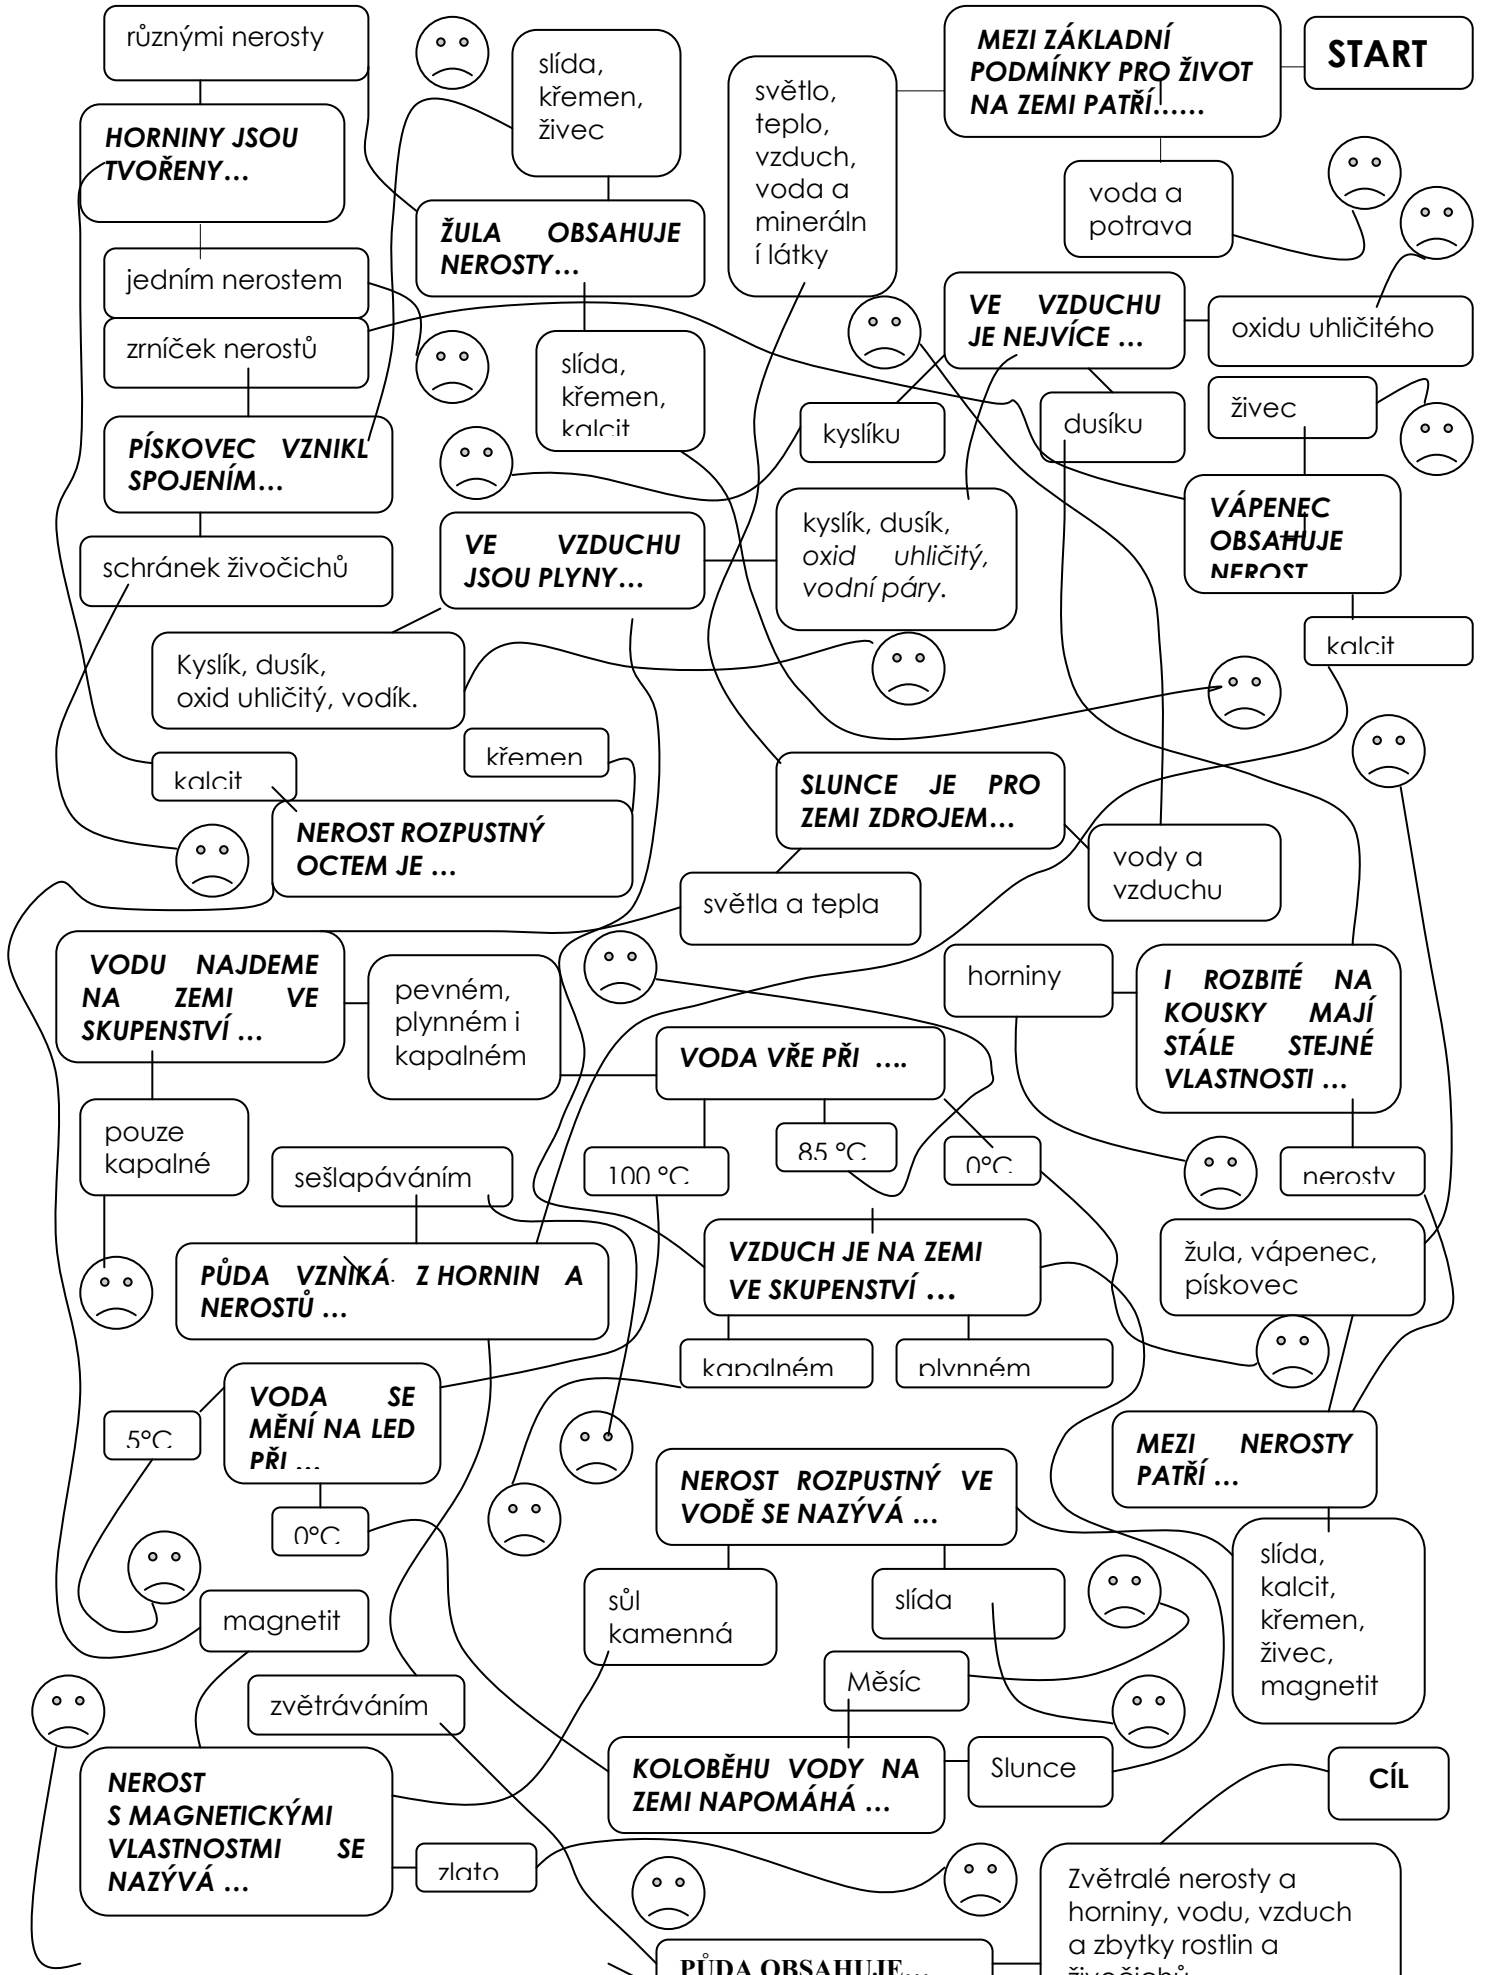 různými nerosty
slída,
křemen,
živec
MEZI ZÁKLADNÍ
PODMÍNKY PRO ŽIVOT
NA ZEMI PATŘÍ……
START
světlo,
teplo,
vzduch,
voda a
mineráln
í látky
HORNINY JSOU
TVOŘENY…
voda a
potrava
ŽULA OBSAHUJE
NEROSTY…
jedním nerostem
VE VZDUCHU
JE NEJVÍCE …
oxidu uhličitého
zrníček nerostů
slída,
křemen,
kalcit
živec
kyslíku
dusíku
PÍSKOVEC VZNIKL
SPOJENÍM…
VÁPENEC
OBSAHUJE
NEROST
kyslík, dusík,
oxid uhličitý,
vodní páry.
VE VZDUCHU
JSOU PLYNY…
schránek živočichů
kalcit
Kyslík, dusík,
oxid uhličitý, vodík.
křemen
kalcit
SLUNCE JE PRO
ZEMI ZDROJEM…
NEROST ROZPUSTNÝ
OCTEM JE …
vody a
vzduchu
světla a tepla
VODU NAJDEME
NA ZEMI VE
SKUPENSTVÍ …
pevném,
plynném i
kapalném
horniny
I ROZBITÉ NA
KOUSKY MAJÍ
STÁLE STEJNÉ
VLASTNOSTI …
VODA VŘE PŘI ….
pouze
kapalné
sešlapáváním
100 °C
85 °C
0°C
nerosty
PŮDA VZNIKÁ Z HORNIN A
NEROSTŮ …
VZDUCH JE NA ZEMI
VE SKUPENSTVÍ …
žula, vápenec,
pískovec
kapalném
plynném
VODA SE
MĚNÍ NA LED
PŘI …
5°C
MEZI NEROSTY
PATŘÍ …
NEROST ROZPUSTNÝ VE
VODĚ SE NAZÝVÁ …
0°C
slída,
kalcit,
křemen,
živec,
magnetit
sůl
kamenná
slída
magnetit
Měsíc
zvětráváním
KOLOBĚHU VODY NA
ZEMI NAPOMÁHÁ …
Slunce
CÍL
NEROST
S MAGNETICKÝMI
VLASTNOSTMI SE
NAZÝVÁ …
zlato
Zvětralé nerosty a
horniny, vodu, vzduch
a zbytky rostlin a
živočichů
PŮDA OBSAHUJE…